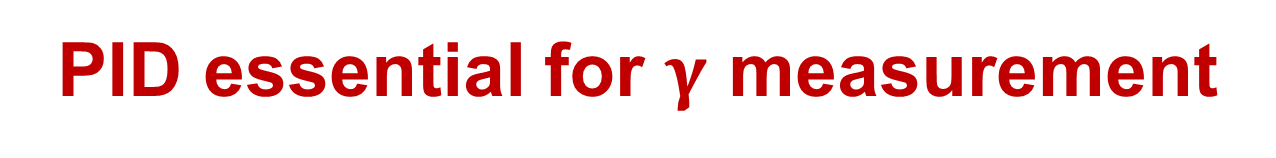 PID essential for γ measurement